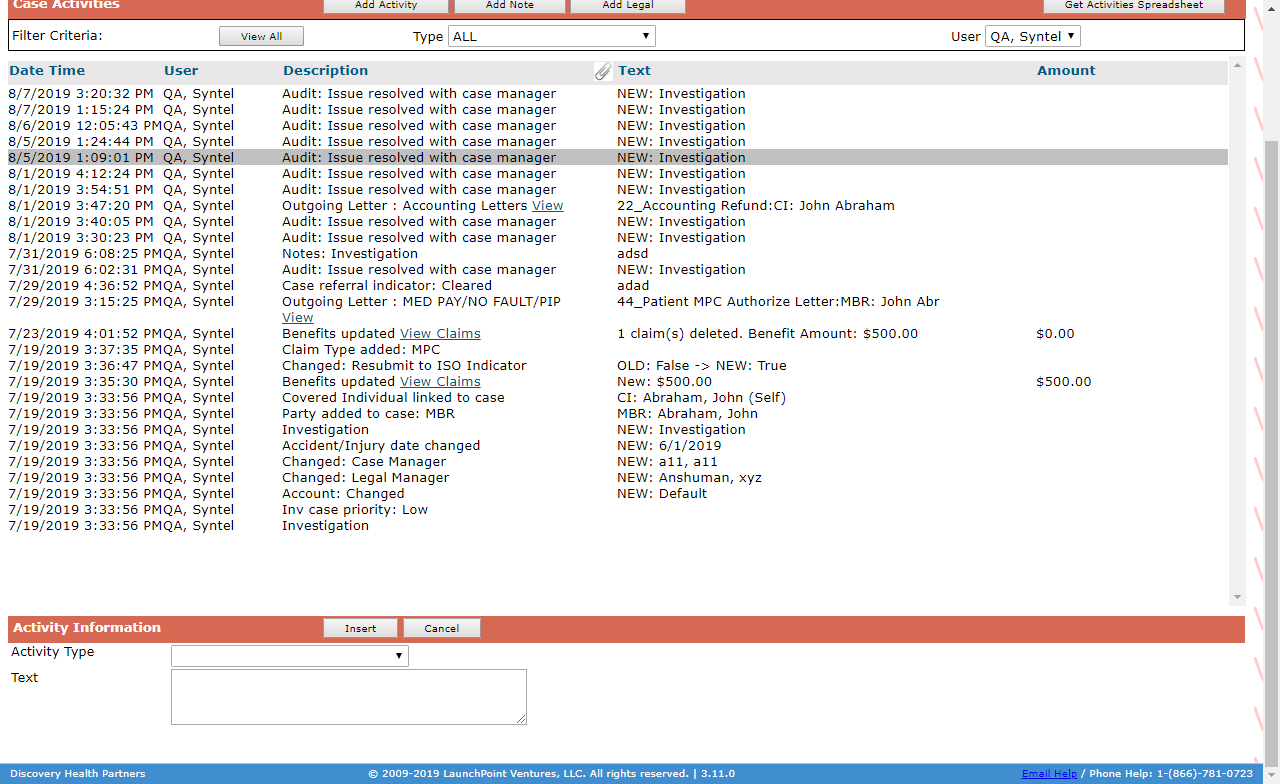 Case Activities Add Activity Add Note Add Legal Get Activities Spreadsheet
Filter Criteria: View All Type ALL User QA, Syntel
Date Time User Description Text Amount
8/7/2019 3:20:32 PM QA, Syntel Audit: Issue resolved with case manager NEW: Investigation
8/7/2019 1:15:24 PM QA, Syntel Audit: Issue resolved with case manager NEW: Investigation
8/6/2019 12:05:43 PM QA, Syntel Audit: Issue resolved with case manager NEW: Investigation
8/5/2019 1:24:44 PM QA, Syntel Audit: Issue resolved with case manager NEW: Investigation
8/5/2019 1:09:01 PM QA, Syntel Audit: Issue resolved with case manager NEW: Investigation
8/1/2019 4:12:24 PM QA, Syntel Audit: Issue resolved with case manager NEW: Investigation
8/1/2019 3:54:51 PM QA, Syntel Audit: Issue resolved with case manager NEW: Investigation
8/1/2019 3:47:20 PM QA, Syntel Outgoing Letter : Accounting Letters View 22_Accounting Refund:CI: John Abraham
8/1/2019 3:40:05 PM QA, Syntel Audit: Issue resolved with case manager NEW: Investigation
8/1/2019 3:30:23 PM QA, Syntel Audit: Issue resolved with case manager NEW: Investigation
7/31/2019 6:08:25 PM QA, Syntel Notes: Investigation adsd
7/31/2019 6:02:31 PM QA, Syntel Audit: Issue resolved with case manager NEW: Investigation
7/29/2019 4:36:52 PM QA, Syntel Case referral indicator: Cleared adad
7/29/2019 3:15:25 PM QA, Syntel Outgoing Letter : MED PAY/NO FAULT/PIP 44_Patient MPC Authorize Letter:MBR: John Abr
View
7/23/2019 4:01:52 PM QA, Syntel Benefits updated View Claims 1 claim(s) deleted. Benefit Amount: $500.00 $0.00
7/19/2019 3:37:35 PM QA, Syntel Claim Type added: MPC
7/19/2019 3:36:47 PM QA, Syntel Changed: Resubmit to ISO Indicator OLD: False -> NEW: True
7/19/2019 3:35:30 PM QA, Syntel Benefits updated View Claims New: $500.00 $500.00
7/19/2019 3:33:56 PM QA, Syntel Covered Individual linked to case CI: Abraham, John (Self)
7/19/2019 3:33:56 PM QA, Syntel Party added to case: MBR MBR: Abraham, John
7/19/2019 3:33:56 PM QA, Syntel Investigation NEW: Investigation
7/19/2019 3:33:56 PM QA, Syntel Accident/Injury date changed NEW: 6/1/2019
7/19/2019 3:33:56 PM QA, Syntel Changed: Case Manager NEW: a11, a11
7/19/2019 3:33:56 PM QA, Syntel Changed: Legal Manager NEW: Anshuman, xyz
7/19/2019 3:33:56 PM QA, Syntel Account: Changed NEW: Default
7/19/2019 3:33:56 PM QA, Syntel Inv case priority: Low
7/19/2019 3:33:56 PM QA, Syntel Investigation
Activity Information Insert Cancel
Activity Type
Text
Discovery Health Partners © 2009-2019 LaunchPoint Ventures, LLC. All rights reserved. | 3.11.0 Email Help / Phone Help: 1-(866)-781-0723